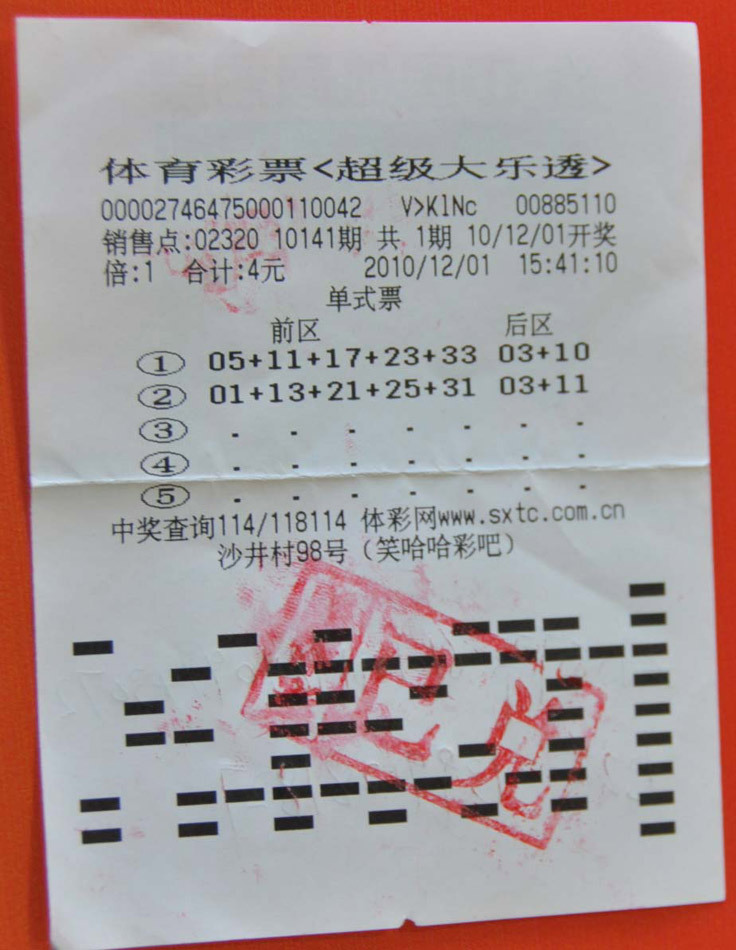 体育彩票<超级大乐透>
000027464750001​10042 V>KlNc 00885110
销售点:02320 10141期 共 1期 10/12/01开奖
倍:1 合计:4元 2010/12/01 15:41:10
单式票
前区 后区
① 05+11+17+23+33 03+10
② 01+13+21+25+31 03+11
③ - - - - - - -
④ - - - - - - -
⑤ - - - - - - -
中奖查询114/118114 体彩网www.sxtc.com.cn
沙井村98号（笑哈哈彩吧）
已兑